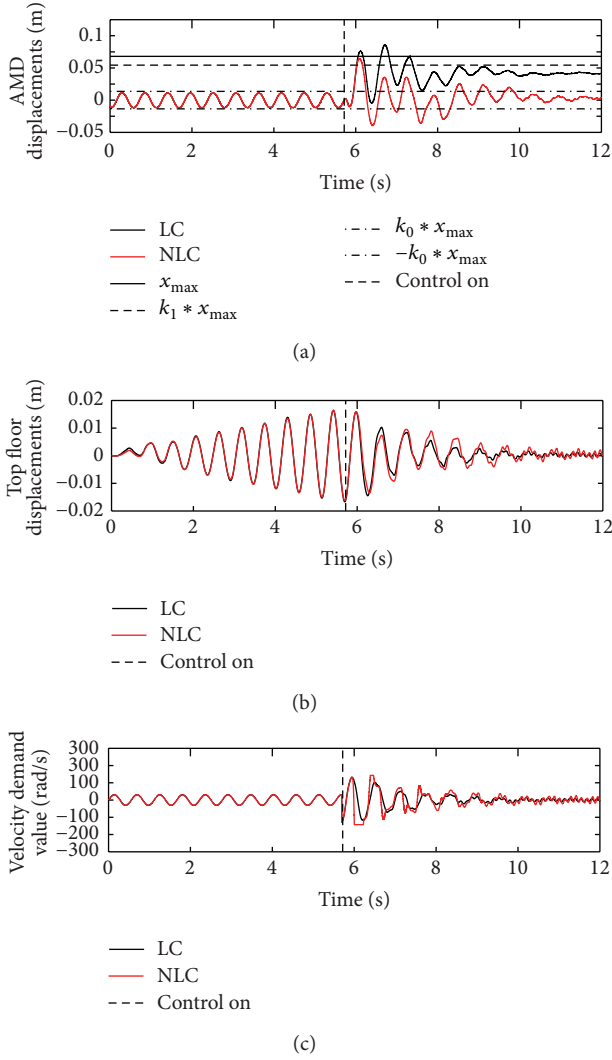 AMD
displacements (m)
0.1
0.05
0
−0.05
0 2 4 6 8 10 12
Time (s)
LC
NLC
x_max
k_1 * x_max
k_0 * x_max
−k_0 * x_max
Control on
(a)
Top floor
displacements (m)
0.02
0.01
0
−0.01
−0.02
0 2 4 6 8 10 12
Time (s)
LC
NLC
Control on
(b)
Velocity demand
value (rad/s)
300
200
100
0
−100
−200
−300
0 2 4 6 8 10 12
Time (s)
LC
NLC
Control on
(c)